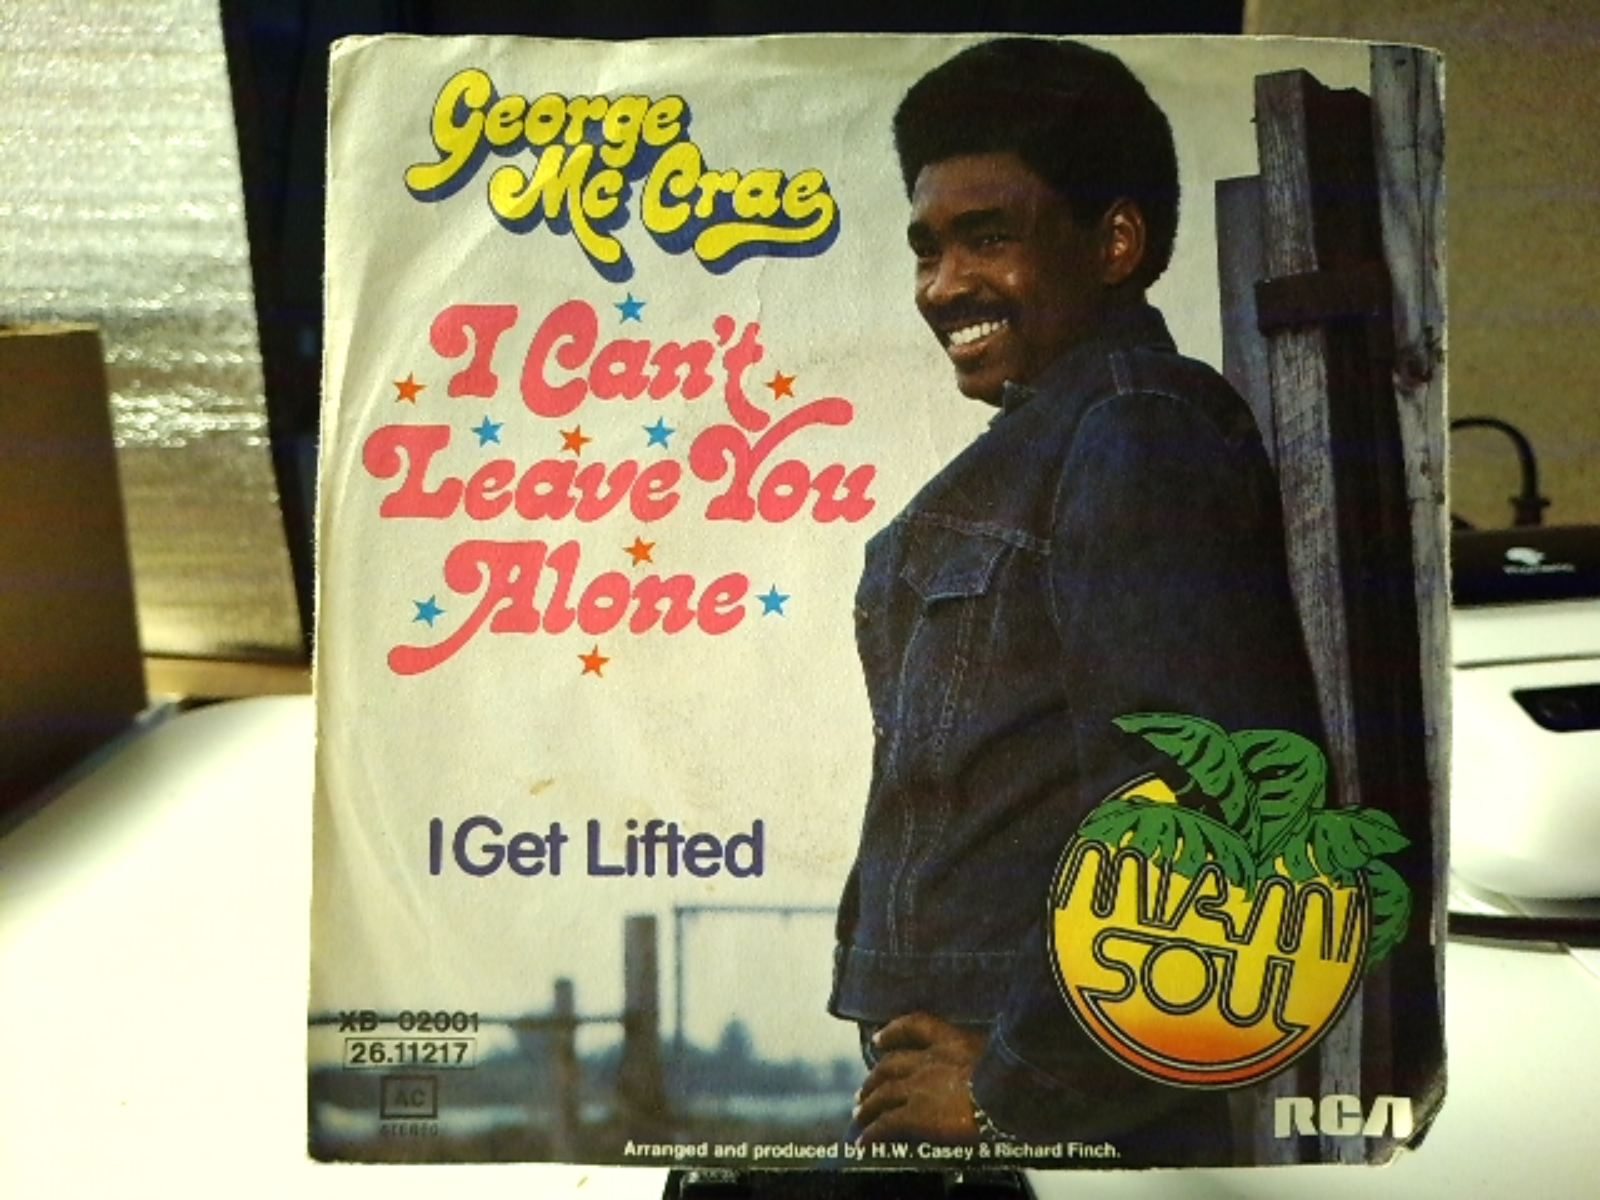 George
Mc Crae
I Can't
Leave You
Alone
I Get Lifted
MIAMI
SOUL
XB-02001
26.11217
AC
STEREO
RCA
Arranged and produced by H.W. Casey & Richard Finch.